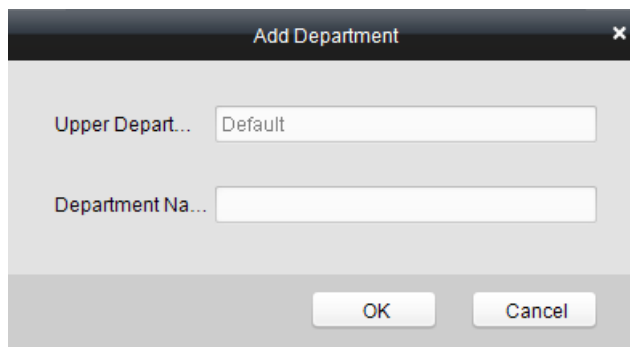 Add Department
Upper Depart... Default
Department Na...
OK Cancel